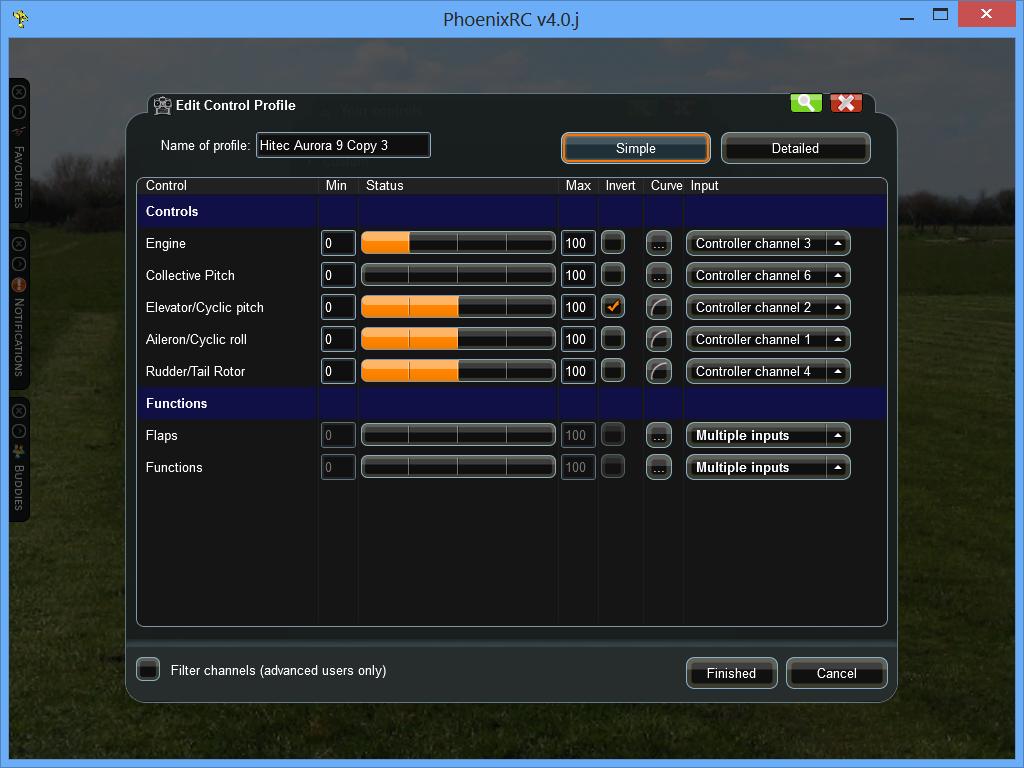 PhoenixRC v4.0.j
Edit Control Profile
Name of profile: Hitec Aurora 9 Copy 3 Simple Detailed
Control Min Status Max Invert Curve Input
Controls
Engine 0 100 ... Controller channel 3
Collective Pitch 0 100 ... Controller channel 6
Elevator/Cyclic pitch 0 100 Controller channel 2
Aileron/Cyclic roll 0 100 Controller channel 1
Rudder/Tail Rotor 0 100 Controller channel 4
Functions
Flaps 0 100 ... Multiple inputs
Functions 0 100 ... Multiple inputs
Filter channels (advanced users only) Finished Cancel
FAVOURITES
NOTIFICATIONS
BUDDIES